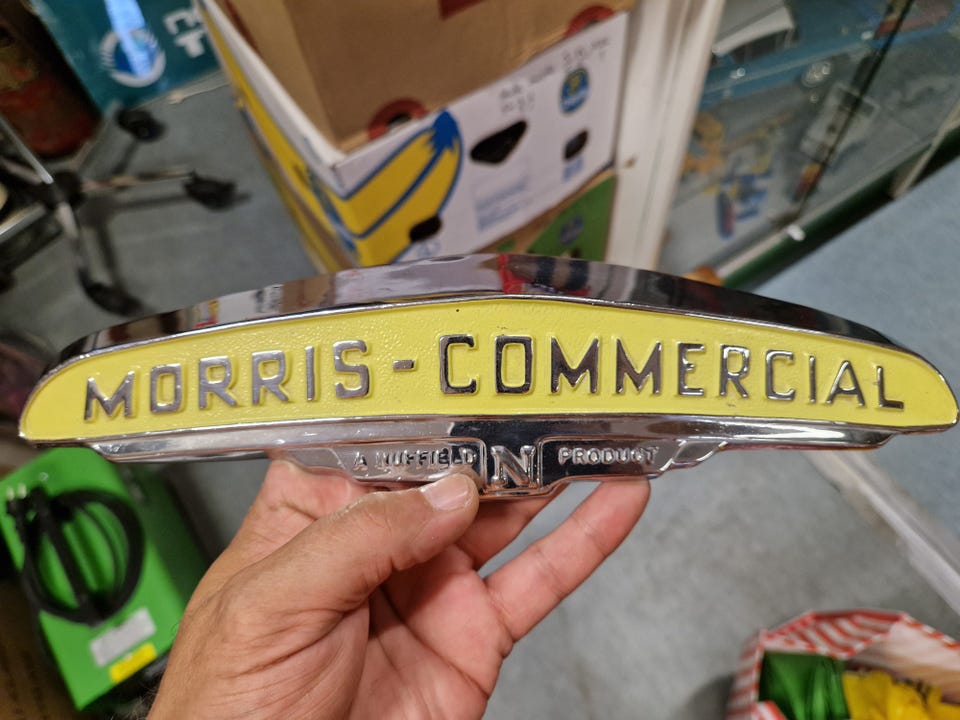 MORRIS-COMMERCIAL
A NUFFIELD N PRODUCT